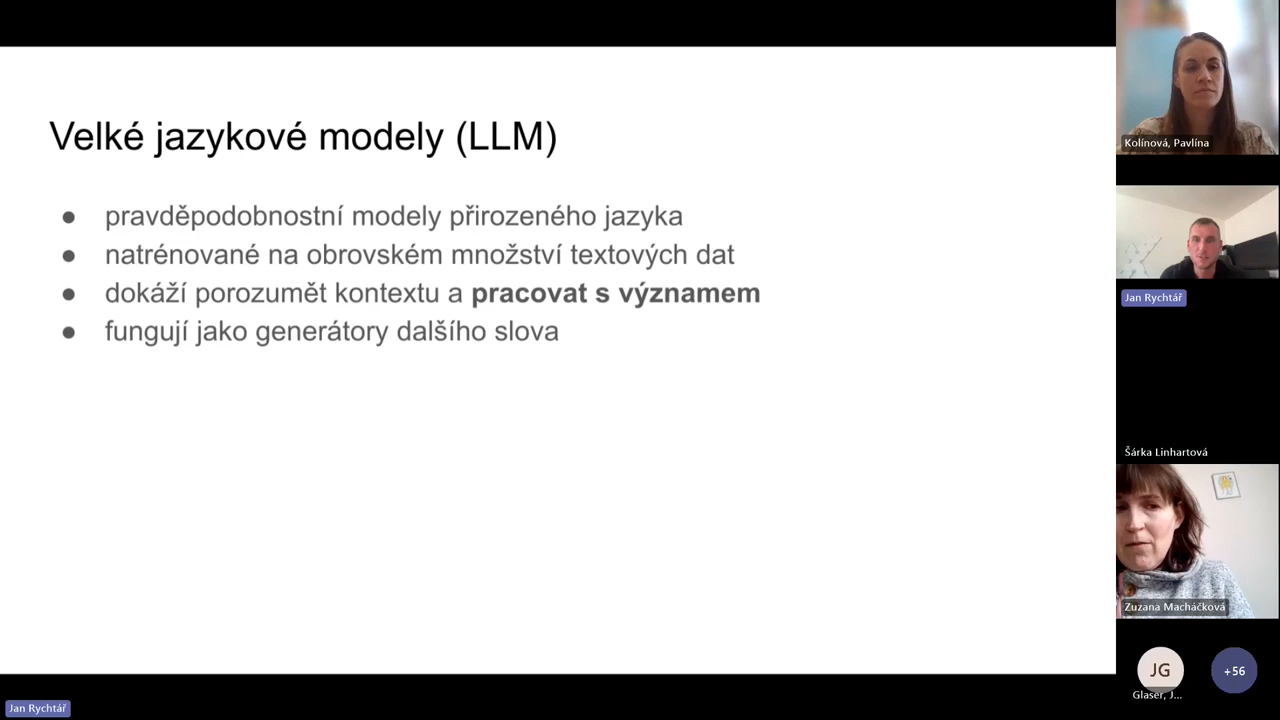 Velké jazykové modely (LLM)
● pravděpodobnostní modely přirozeného jazyka
● natrénované na obrovském množství textových dat
● dokáží porozumět kontextu a pracovat s významem
● fungují jako generátory dalšího slova
Kolínová, Pavlína
Jan Rychtář
Šárka Linhartová
Zuzana Macháčková
JG
Glaser, J...
+56
Jan Rychtář